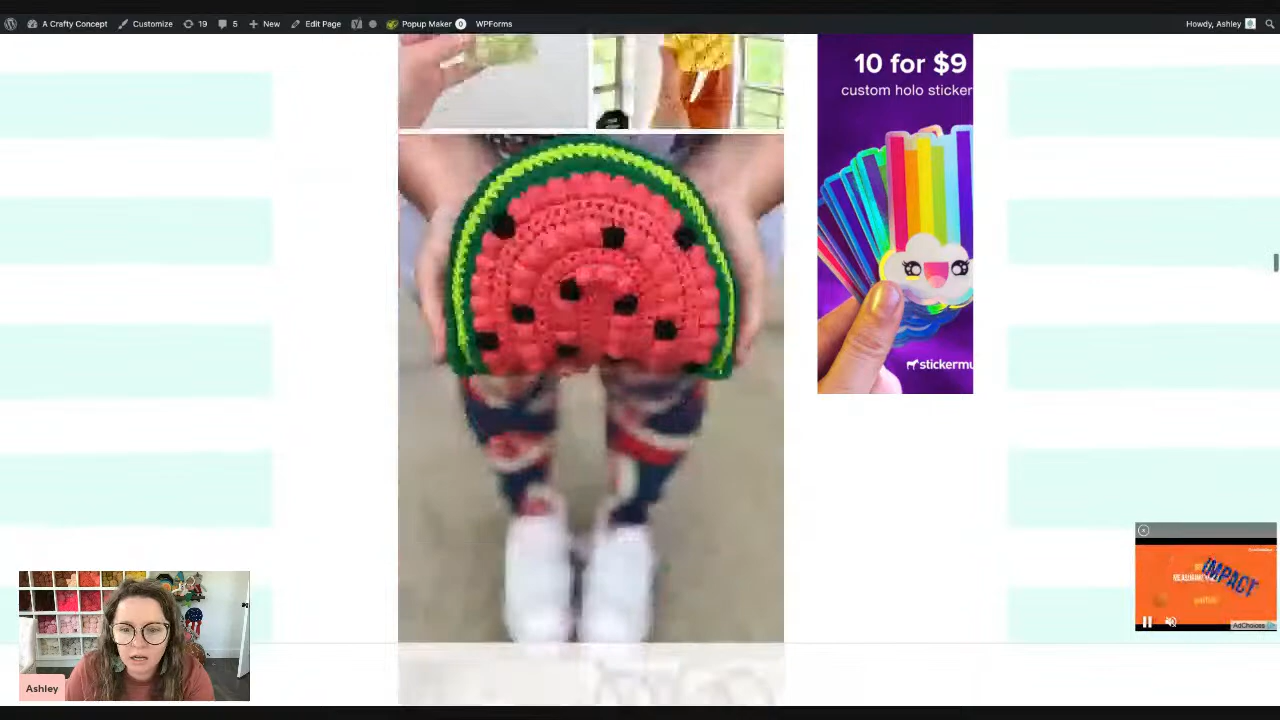 A Crafty Concept
Customize
19
5
New
Edit Page
Popup Maker
0
WPForms
Howdy, Ashley
10 for $9
custom holo sticker
stickermu
IMPACT
AdChoices
Ashley